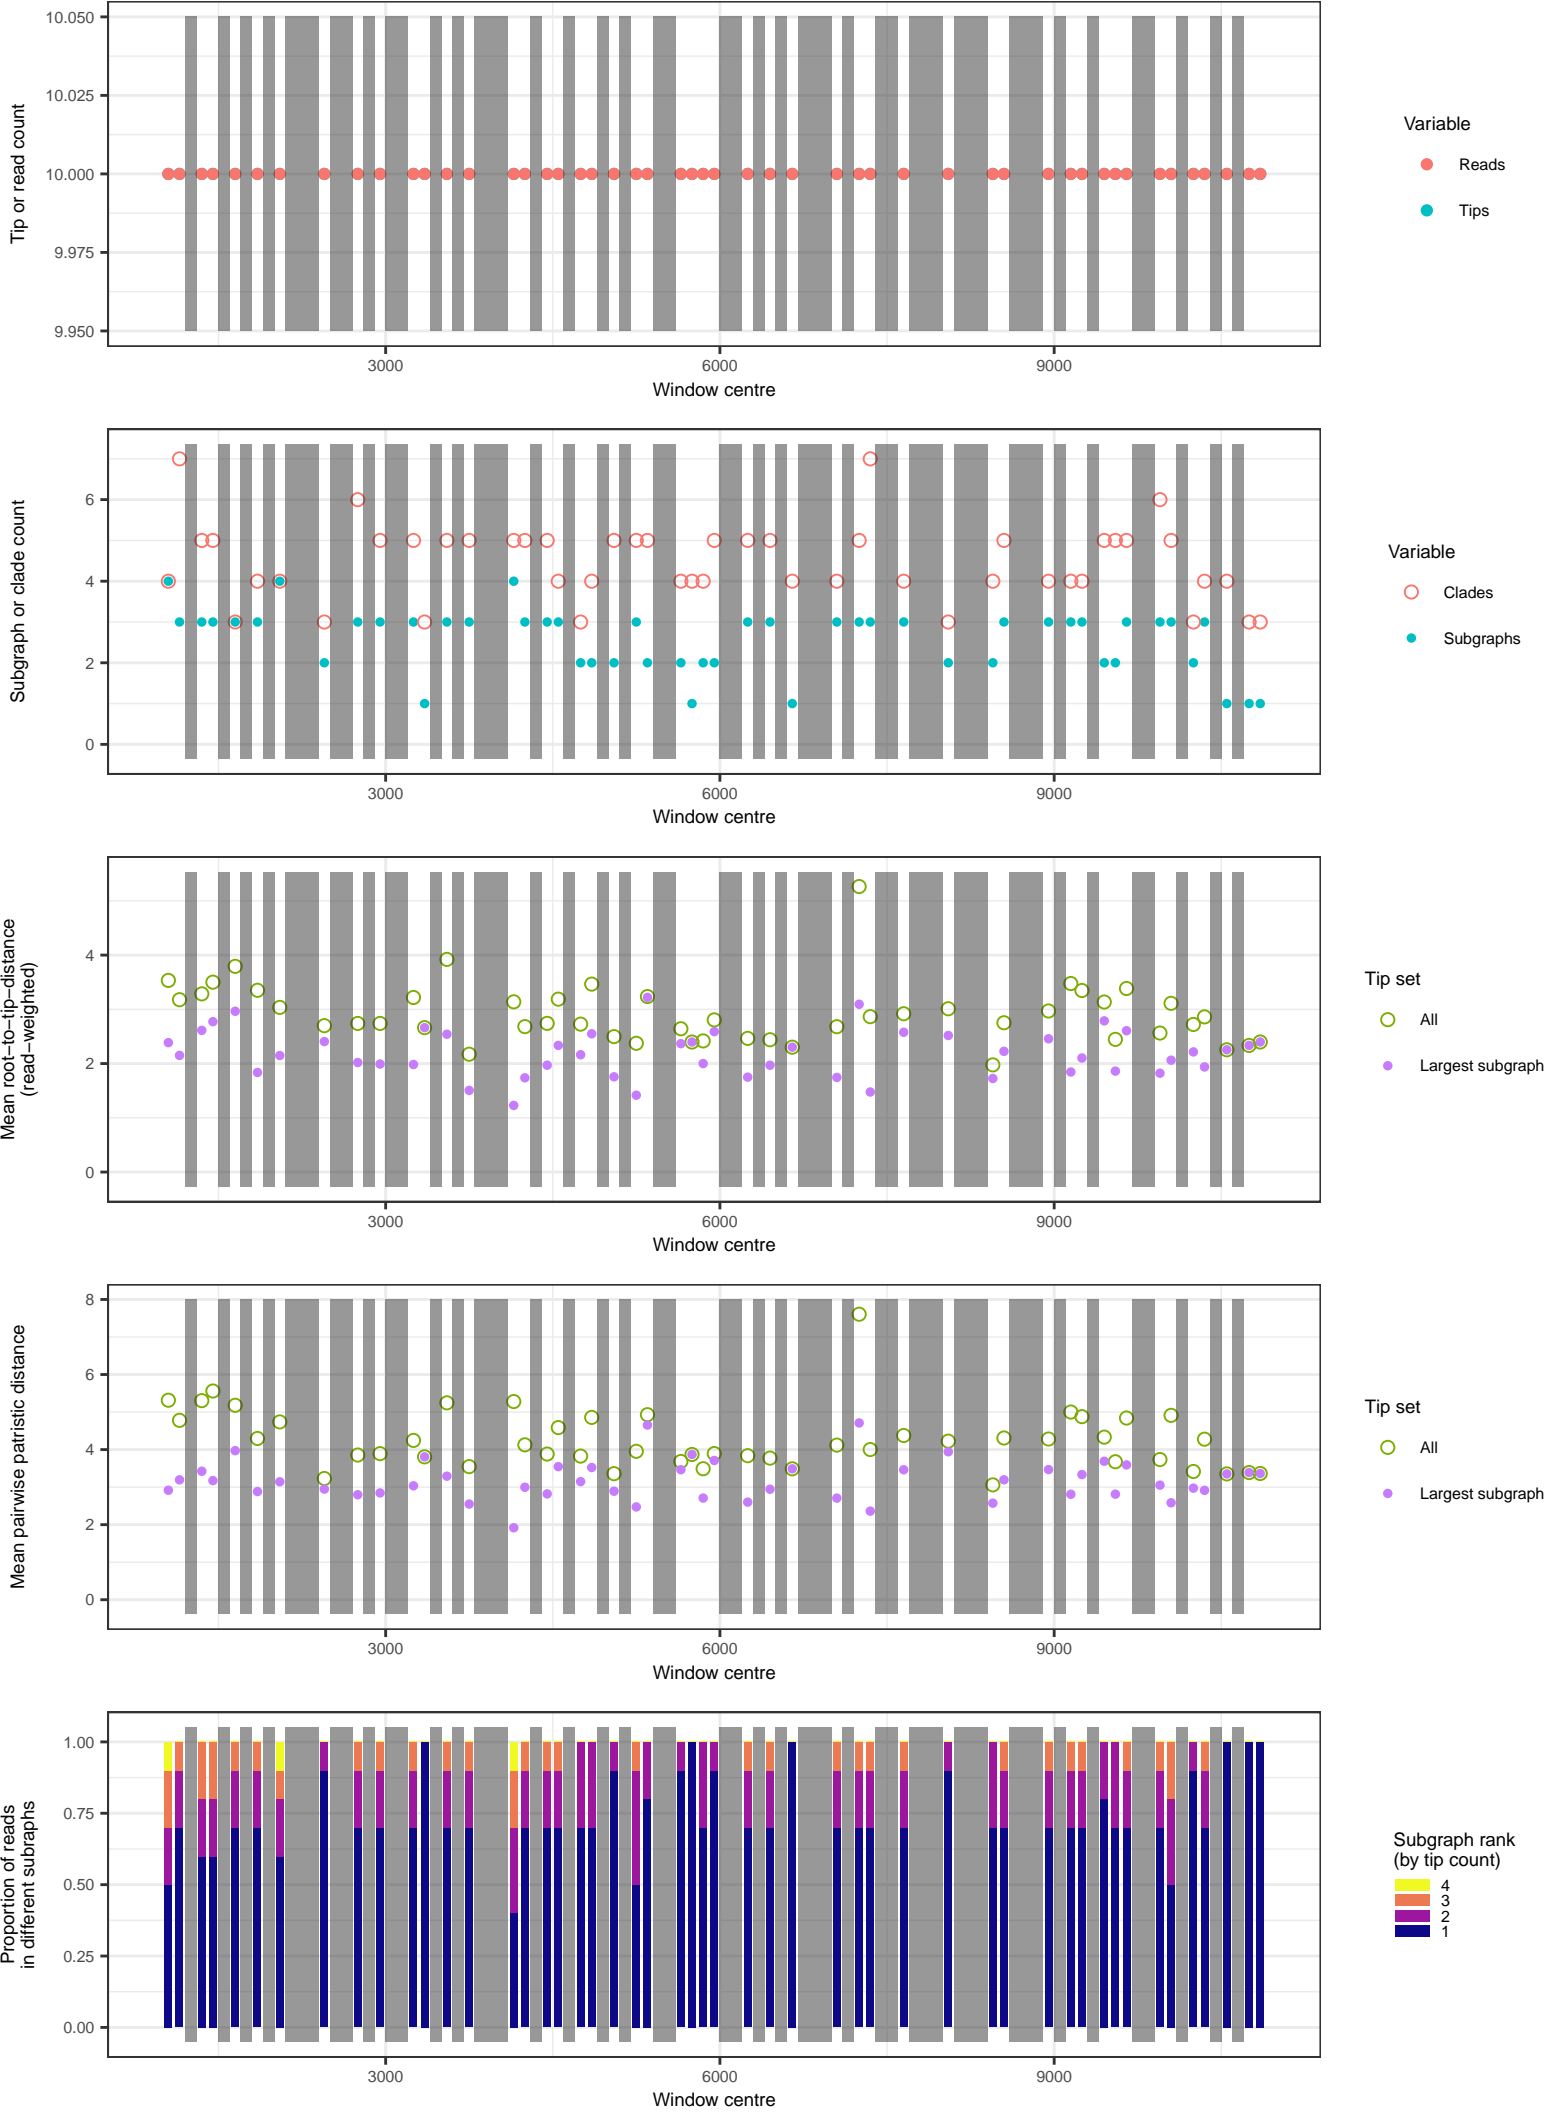 10.050
10.025
10.000
9.975
9.950
Tip or read count
3000 6000 9000
Window centre
Variable
Reads
Tips
6
4
2
0
Subgraph or clade count
3000 6000 9000
Window centre
Variable
Clades
Subgraphs
4
2
0
Mean root−to−tip−distance
(read−weighted)
3000 6000 9000
Window centre
Tip set
All
Largest subgraph
8
6
4
2
0
Mean pairwise patristic distance
3000 6000 9000
Window centre
Tip set
All
Largest subgraph
1.00
0.75
0.50
0.25
0.00
Proportion of reads
in different subraphs
3000 6000 9000
Window centre
Subgraph rank
(by tip count)
4
3
2
1